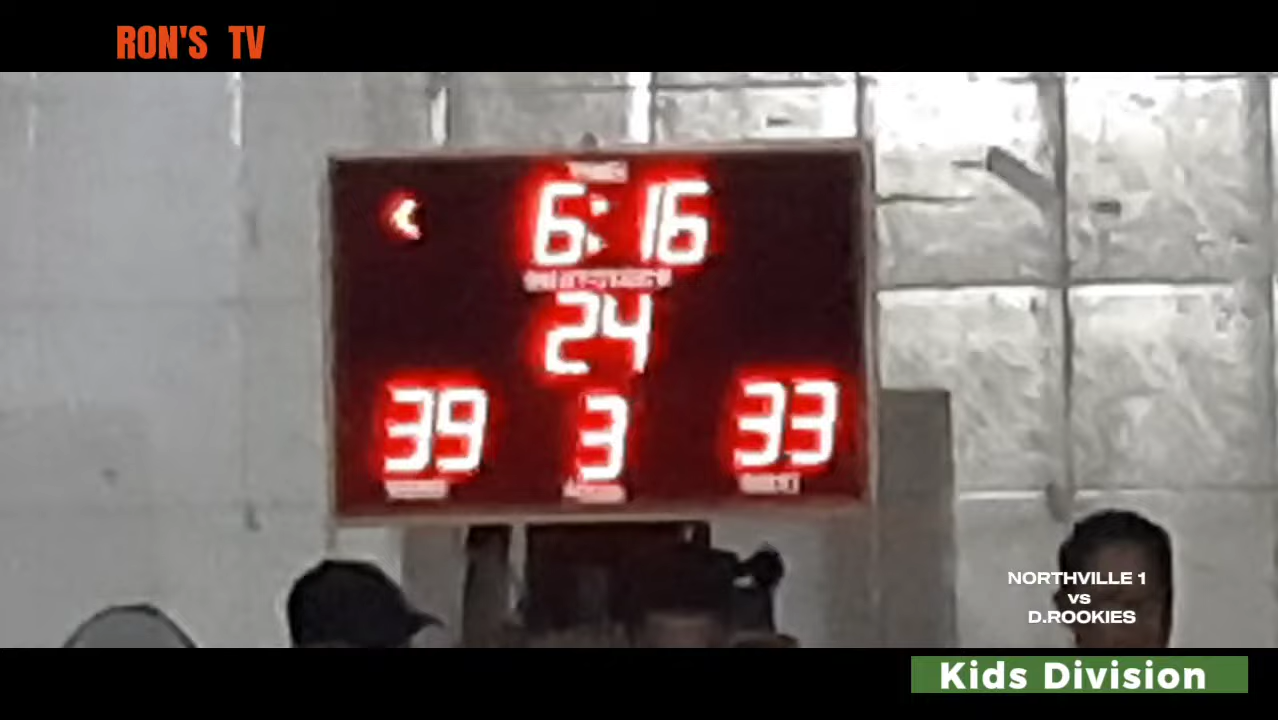 RON'S TV
6:16
24
39 3 33
NORTHVILLE 1
vs
D.ROOKIES
Kids Division